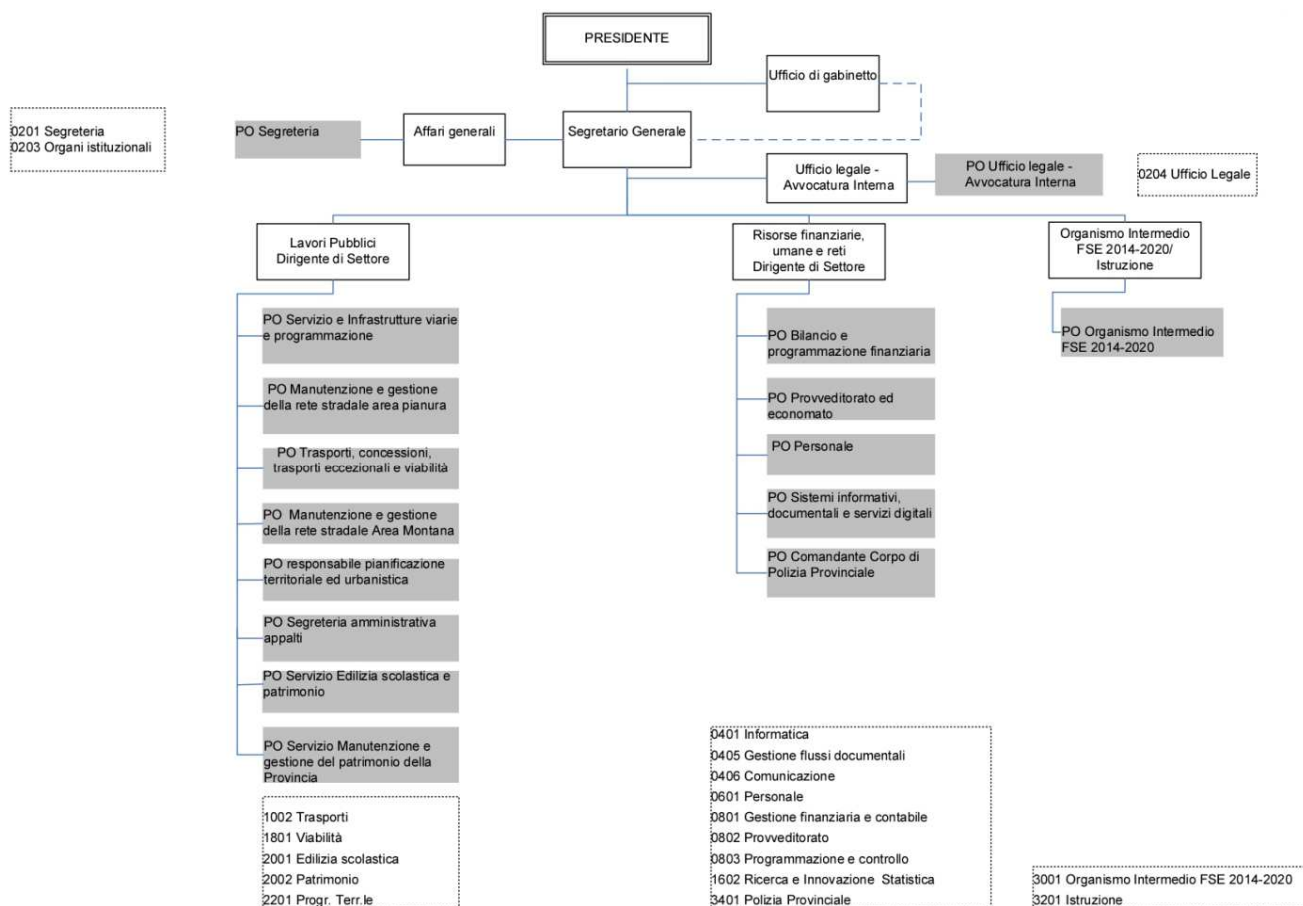 PRESIDENTE
Ufficio di gabinetto
0201 Segreteria
0203 Organi istituzionali
PO Segreteria
Affari generali
Segretario Generale
Ufficio legale -
Avvocatura Interna
PO Ufficio legale -
Avvocatura Interna
0204 Ufficio Legale
Lavori Pubblici
Dirigente di Settore
Risorse finanziarie,
umane e reti
Dirigente di Settore
Organismo Intermedio
FSE 2014-2020/
Istruzione
PO Servizio e Infrastrutture viarie
e programmazione
PO Manutenzione e gestione
della rete stradale area pianura
PO Trasporti, concessioni,
trasporti eccezionali e viabilità
PO Manutenzione e gestione
della rete stradale Area Montana
PO responsabile pianificazione
territoriale ed urbanistica
PO Segreteria amministrativa
appalti
PO Servizio Edilizia scolastica e
patrimonio
PO Servizio Manutenzione e
gestione del patrimonio della
Provincia
PO Bilancio e
programmazione finanziaria
PO Provveditorato ed
economato
PO Personale
PO Sistemi informativi,
documentali e servizi digitali
PO Comandante Corpo di
Polizia Provinciale
PO Organismo Intermedio
FSE 2014-2020
1002 Trasporti
1801 Viabilità
2001 Edilizia scolastica
2002 Patrimonio
2201 Progr. Terr.le
0401 Informatica
0405 Gestione flussi documentali
0406 Comunicazione
0601 Personale
0801 Gestione finanziaria e contabile
0802 Provveditorato
0803 Programmazione e controllo
1602 Ricerca e Innovazione Statistica
3401 Polizia Provinciale
3001 Organismo Intermedio FSE 2014-2020
3201 Istruzione